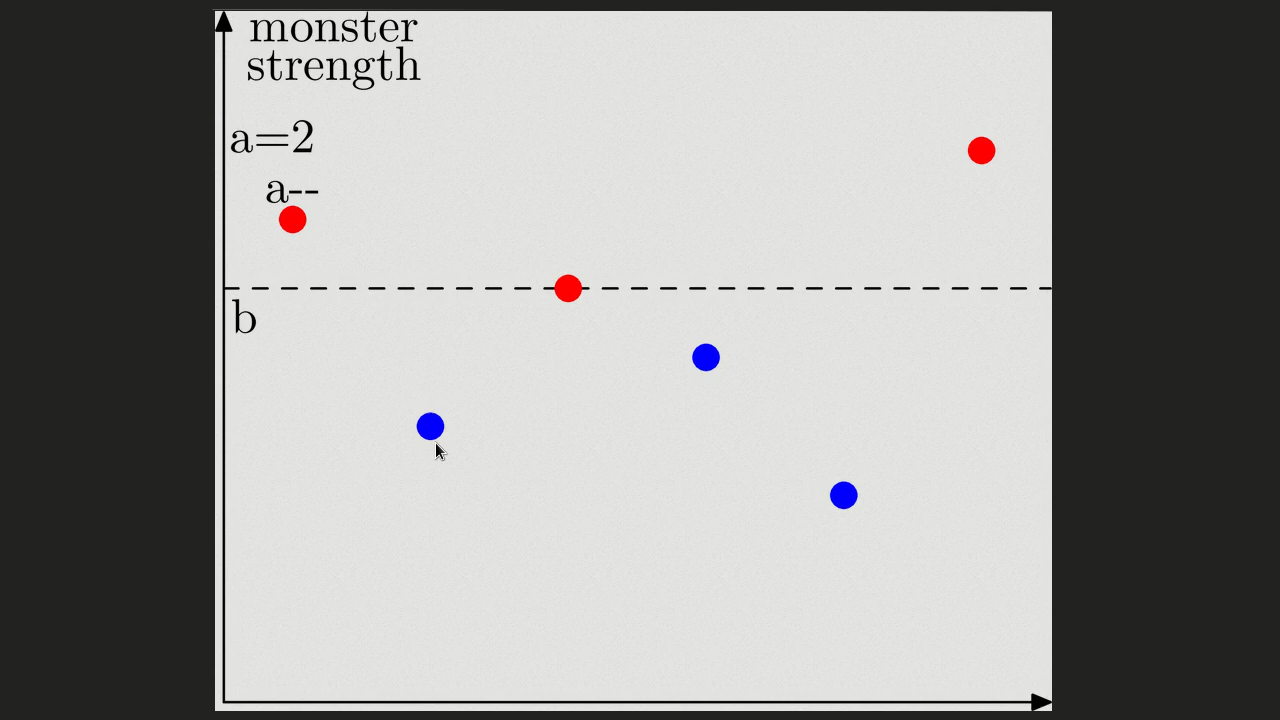 monster
strength
a=2
a--
b